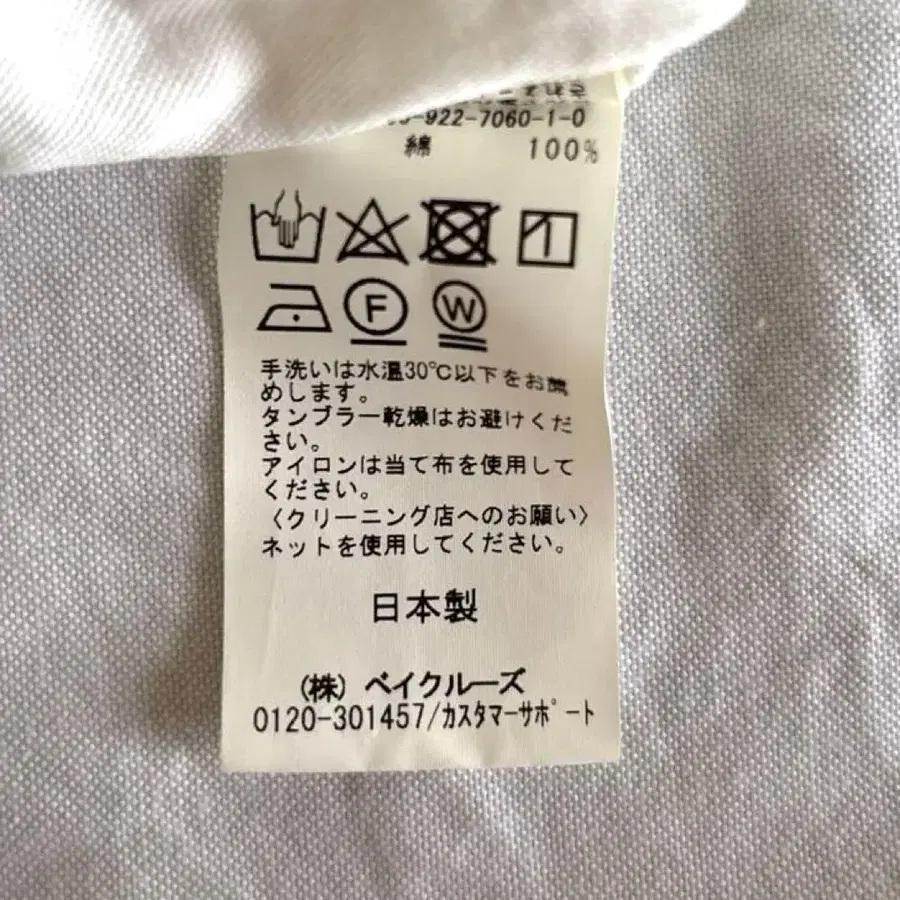 -922-7060-1-0
綿 100%
F W
手洗いは水温30℃以下をお薦
めします。
タンブラー乾燥はお避けくだ
さい。
アイロンは当て布を使用して
ください。
〈クリーニング店へのお願い〉
ネットを使用してください。
日本製
(株) ベイクルーズ
0120-301457/カスタマーサポート